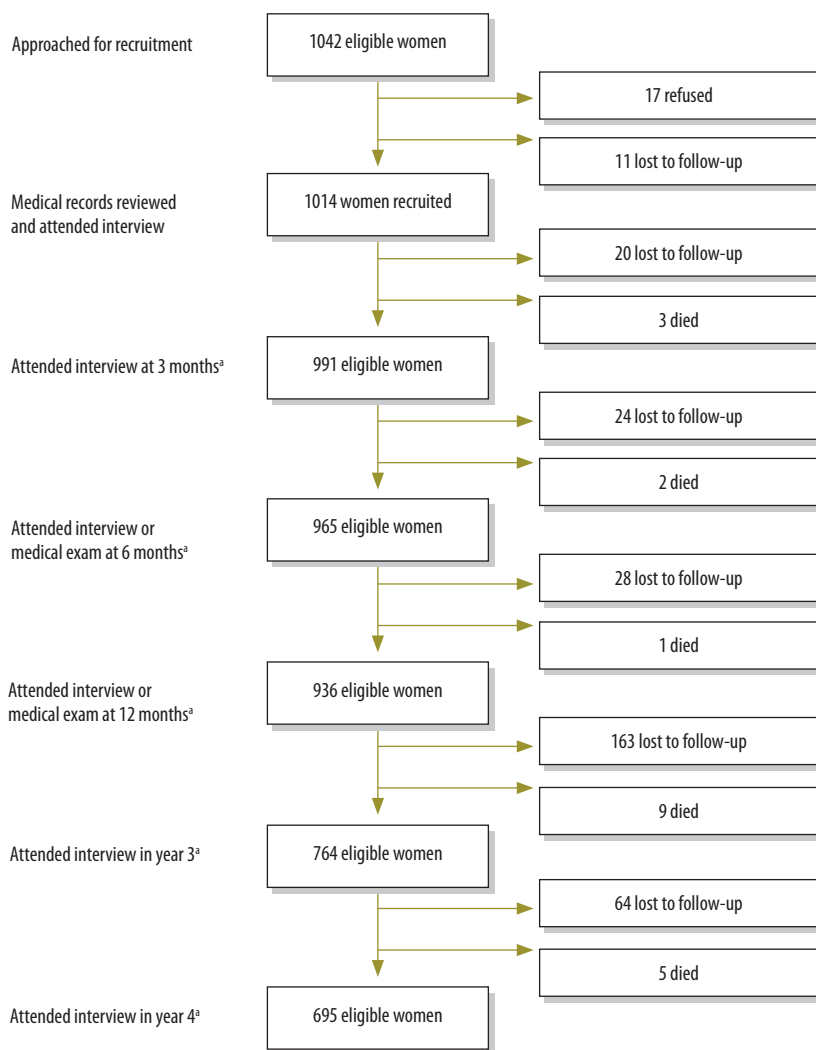 Approached for recruitment
1042 eligible women
17 refused
11 lost to follow-up
Medical records reviewed
and attended interview
1014 women recruited
20 lost to follow-up
3 died
Attended interview at 3 monthsᵃ
991 eligible women
24 lost to follow-up
2 died
Attended interview or
medical exam at 6 monthsᵃ
965 eligible women
28 lost to follow-up
1 died
Attended interview or
medical exam at 12 monthsᵃ
936 eligible women
163 lost to follow-up
9 died
Attended interview in year 3ᵃ
764 eligible women
64 lost to follow-up
5 died
Attended interview in year 4ᵃ
695 eligible women